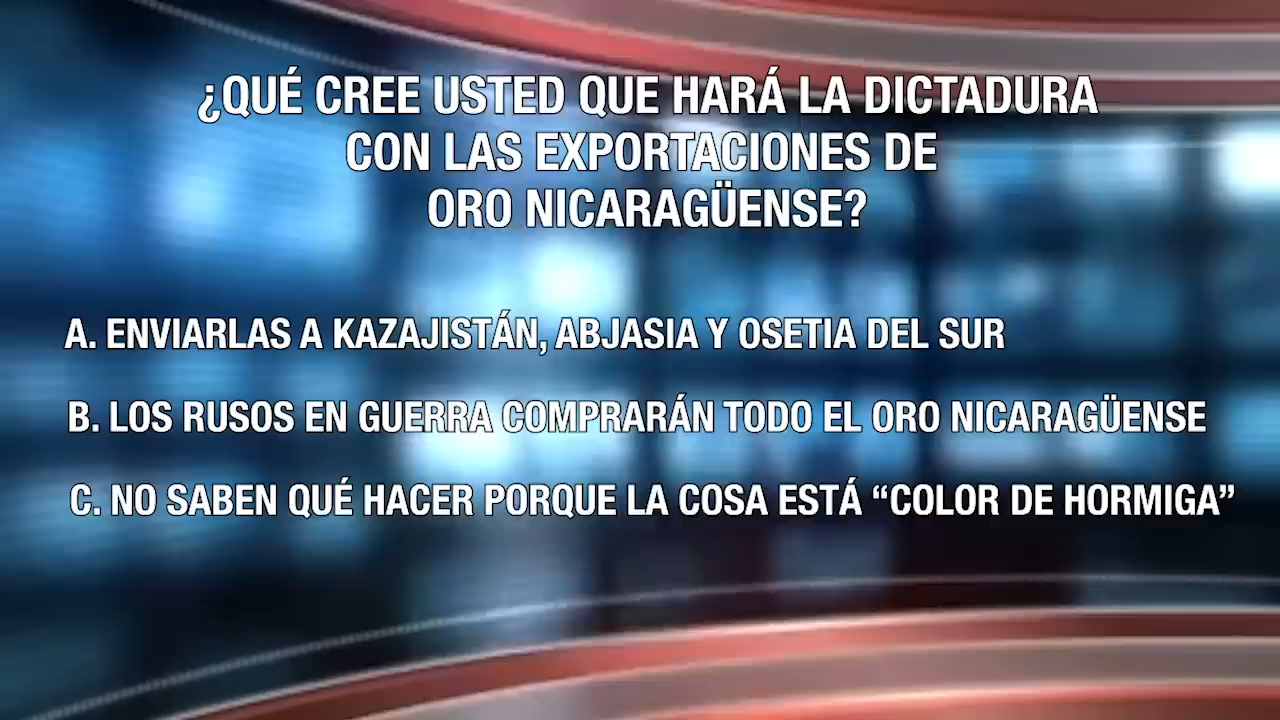 ¿QUÉ CREE USTED QUE HARÁ LA DICTADURA
CON LAS EXPORTACIONES DE
ORO NICARAGÜENSE?
A. ENVIARLAS A KAZAJISTÁN, ABJASIA Y OSETIA DEL SUR
B. LOS RUSOS EN GUERRA COMPRARÁN TODO EL ORO NICARAGÜENSE
C. NO SABEN QUÉ HACER PORQUE LA COSA ESTÁ “COLOR DE HORMIGA”